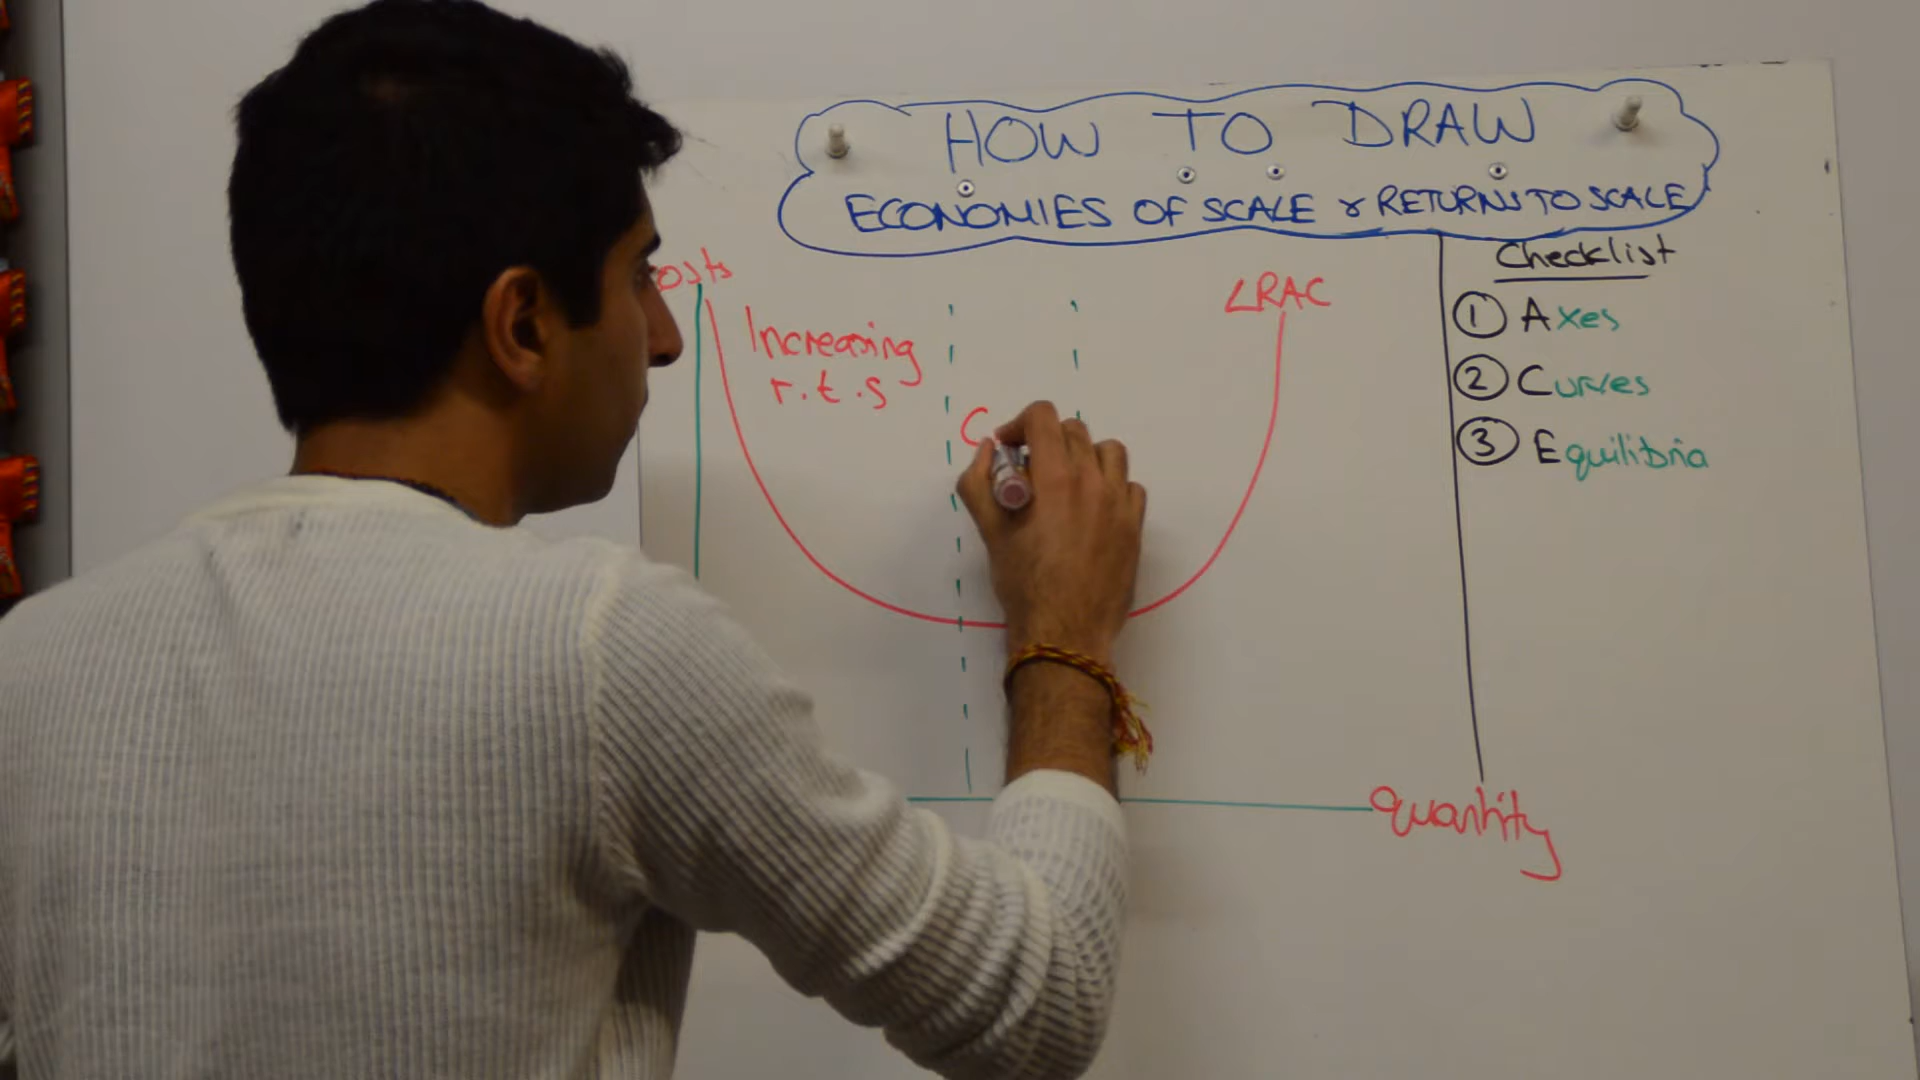 HOW TO DRAW
ECONOMIES OF SCALE & RETURNS TO SCALE
Checklist
① Axes
② Curves
③ Equilibria
osts
Increasing
r.t.s
C
LRAC
quantity